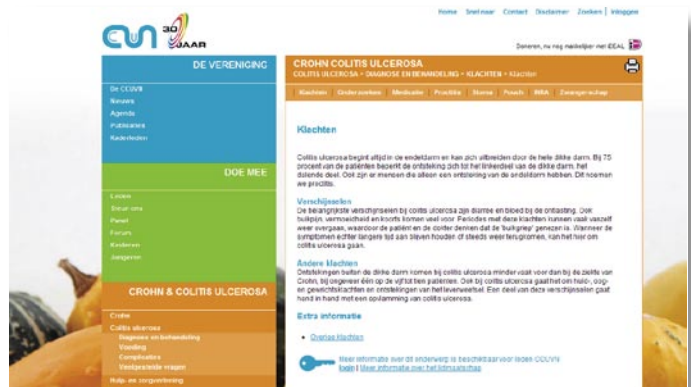 Home Snel naar Contact Disclaimer Zoeken | Inloggen
30 JAAR
Doneren, nu nog makkelijker met iDEAL
DE VERENIGING
De CCUVN
Nieuws
Agenda
Publicaties
Kaderleden
DOE MEE
Leden
Steun ons
Panel
Forum
Kinderen
Jongeren
CROHN & COLITIS ULCEROSA
Crohn
Colitis ulcerosa
Diagnose en behandeling
Voeding
Complicaties
Veelgestelde vragen
Hulp- en zorgverlening
CROHN COLITIS ULCEROSA
COLITIS ULCEROSA • DIAGNOSE EN BEHANDELING • KLACHTEN • Klachten
Klachten | Onderzoeken | Medicatie | Proctitis | Stoma | Pouch | IMRA | Zwangerschap
Klachten
Colitis ulcerosa begint altijd in de endeldarm en kan zich uitbreiden door de hele dikke darm. Bij 75
procent van de patiënten beperkt de ontsteking zich tot het linkerdeel van de dikke darm, het
dalende deel. Ook zijn er mensen die alleen een ontsteking van de endeldarm hebben. Dit noemen
we proctitis.
Verschijnselen
De belangrijkste verschijnselen bij colitis ulcerosa zijn diarree en bloed bij de ontlasting. Ook
buikpijn, vermoeidheid en koorts komen veel voor. Periodes met deze klachten kunnen vaak vanzelf
weer overgaan, waardoor de patiënt en de dokter denken dat de 'buikgriep' genezen is. Wanneer de
symptomen echter langere tijd aan blijven houden of steeds weer terugkomen, kan het hier om
colitis ulcerosa gaan.
Andere klachten
Ontstekingen buiten de dikke darm komen bij colitis ulcerosa minder vaak voor dan bij de ziekte van
Crohn, bij ongeveer één op de vijf tot tien patiënten. Ook bij colitis ulcerosa gaat het om huid-, oog-
en gewrichtsklachten en ontstekingen van het leverweefsel. Een deel van deze verschijnselen gaat
hand in hand met een opvlamming van colitis ulcerosa.
Extra informatie
• Overige klachten
Meer informatie over dit onderwerp is beschikbaar voor leden CCUVN
login | Meer informatie over het lidmaatschap